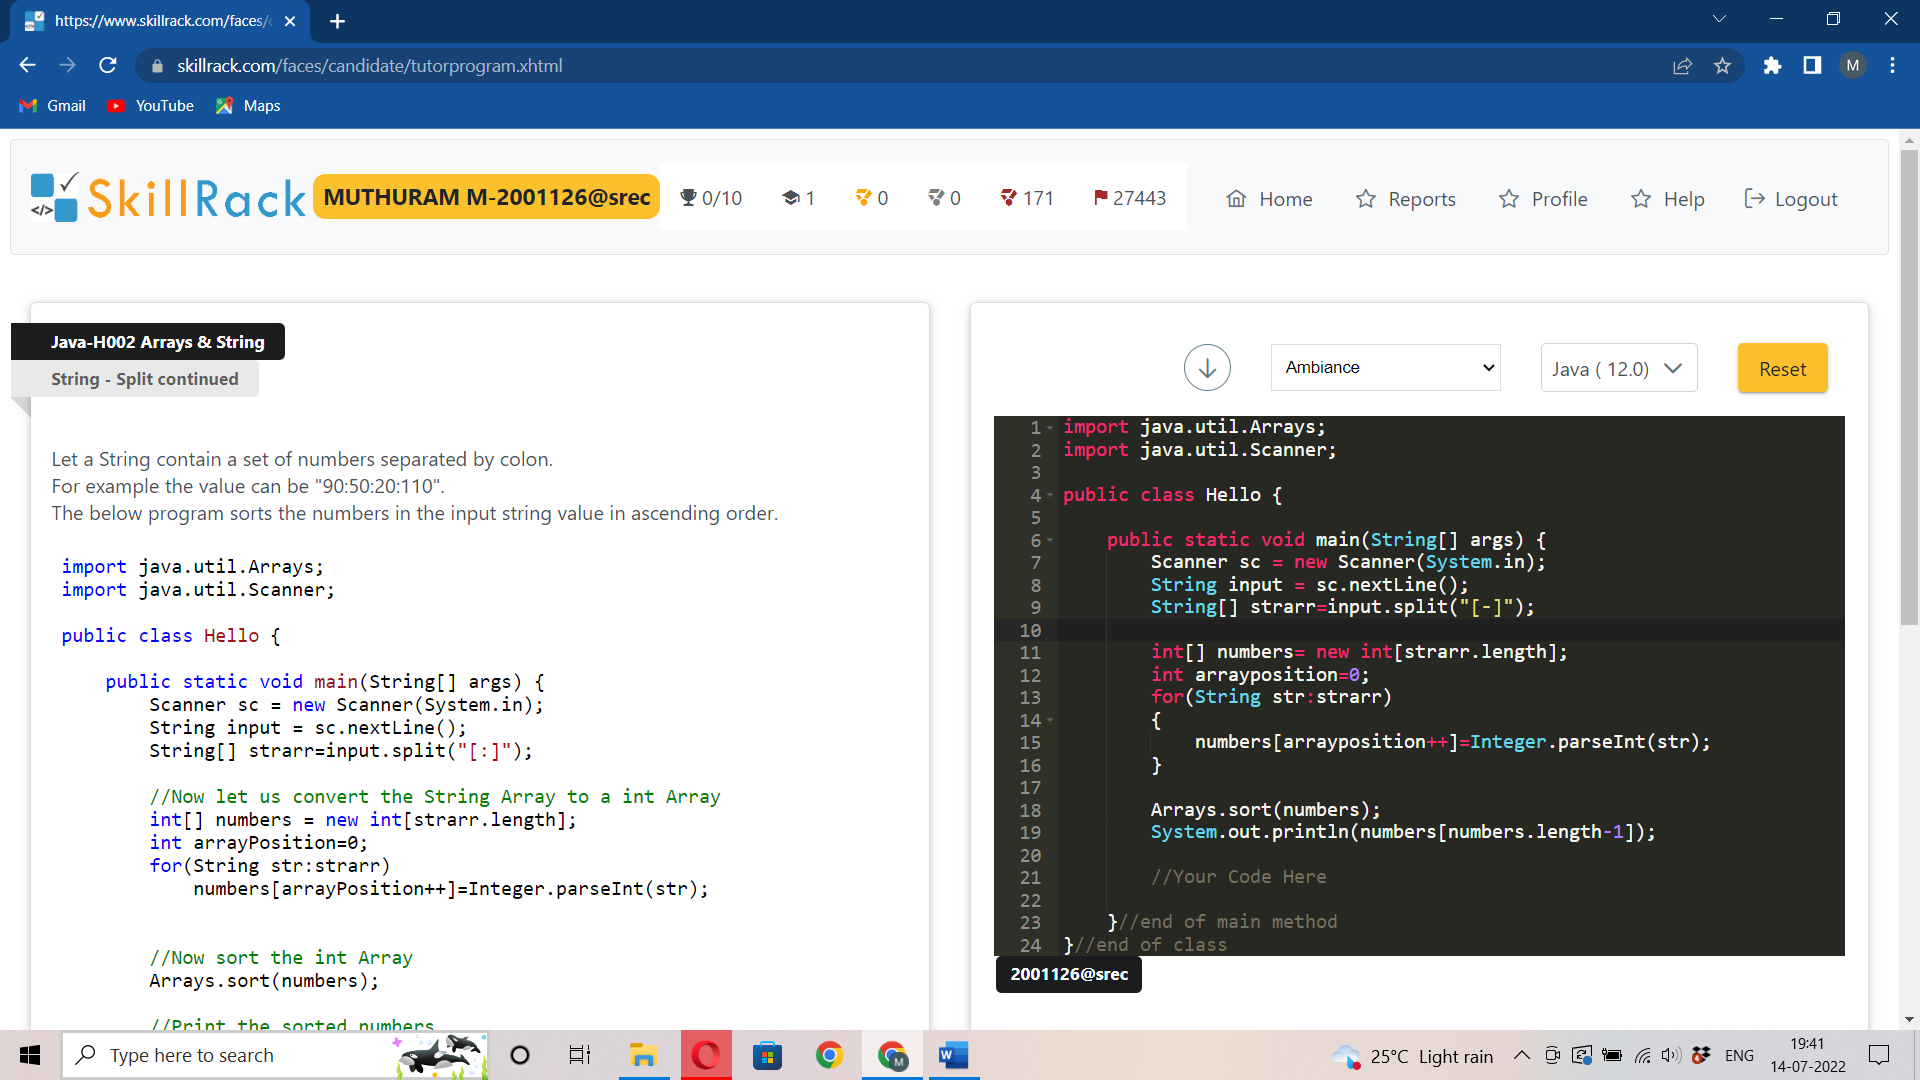 https://www.skillrack.com/faces/c
skillrack.com/faces/candidate/tutorprogram.xhtml
M
Gmail
YouTube
Maps
SkillRack
MUTHURAM M-2001126@srec
0/10
1
0
0
171
27443
Home
Reports
Profile
Help
Logout
Java-H002 Arrays & String
String - Split continued
Let a String contain a set of numbers separated by colon.
For example the value can be "90:50:20:110".
The below program sorts the numbers in the input string value in ascending order.
import java.util.Arrays;
import java.util.Scanner;
public class Hello {
public static void main(String[] args) {
Scanner sc = new Scanner(System.in);
String input = sc.nextLine();
String[] strarr=input.split("[:]");
//Now let us convert the String Array to a int Array
int[] numbers = new int[strarr.length];
int arrayPosition=0;
for(String str:strarr)
numbers[arrayPosition++]=Integer.parseInt(str);
//Now sort the int Array
Arrays.sort(numbers);
//Print the sorted numbers
Ambiance
Java ( 12.0)
Reset
1 import java.util.Arrays;
2 import java.util.Scanner;
3
4 public class Hello {
5
6 public static void main(String[] args) {
7 Scanner sc = new Scanner(System.in);
8 String input = sc.nextLine();
9 String[] strarr=input.split("[-]");
10
11 int[] numbers= new int[strarr.length];
12 int arrayposition=0;
13 for(String str:strarr)
14 {
15 numbers[arrayposition++]=Integer.parseInt(str);
16 }
17
18 Arrays.sort(numbers);
19 System.out.println(numbers[numbers.length-1]);
20
21 //Your Code Here
22
23 }//end of main method
24 }//end of class
2001126@srec
Type here to search
25°C Light rain
ENG
19:41
14-07-2022